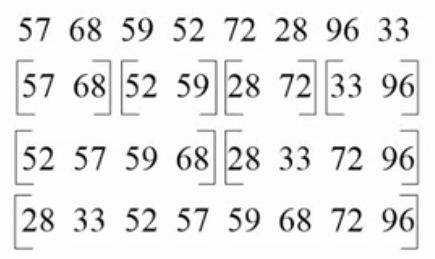 57 68 59 52 72 28 96 33
[57 68] [52 59] [28 72] [33 96]
[52 57 59 68] [28 33 72 96]
[28 33 52 57 59 68 72 96]